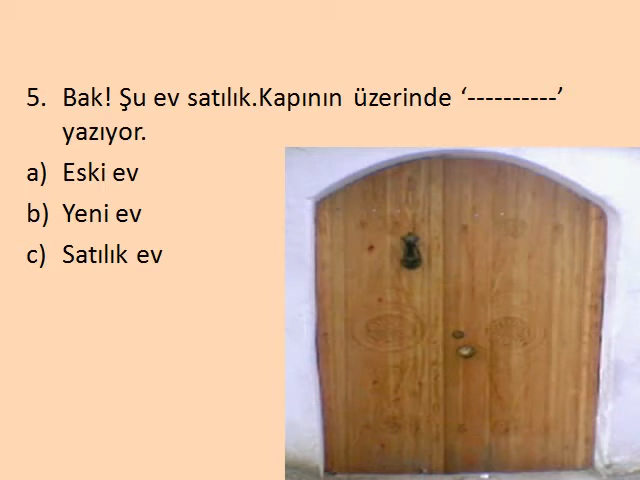 5. Bak! Şu ev satılık.Kapının üzerinde ‘----------’
yazıyor.
a) Eski ev
b) Yeni ev
c) Satılık ev